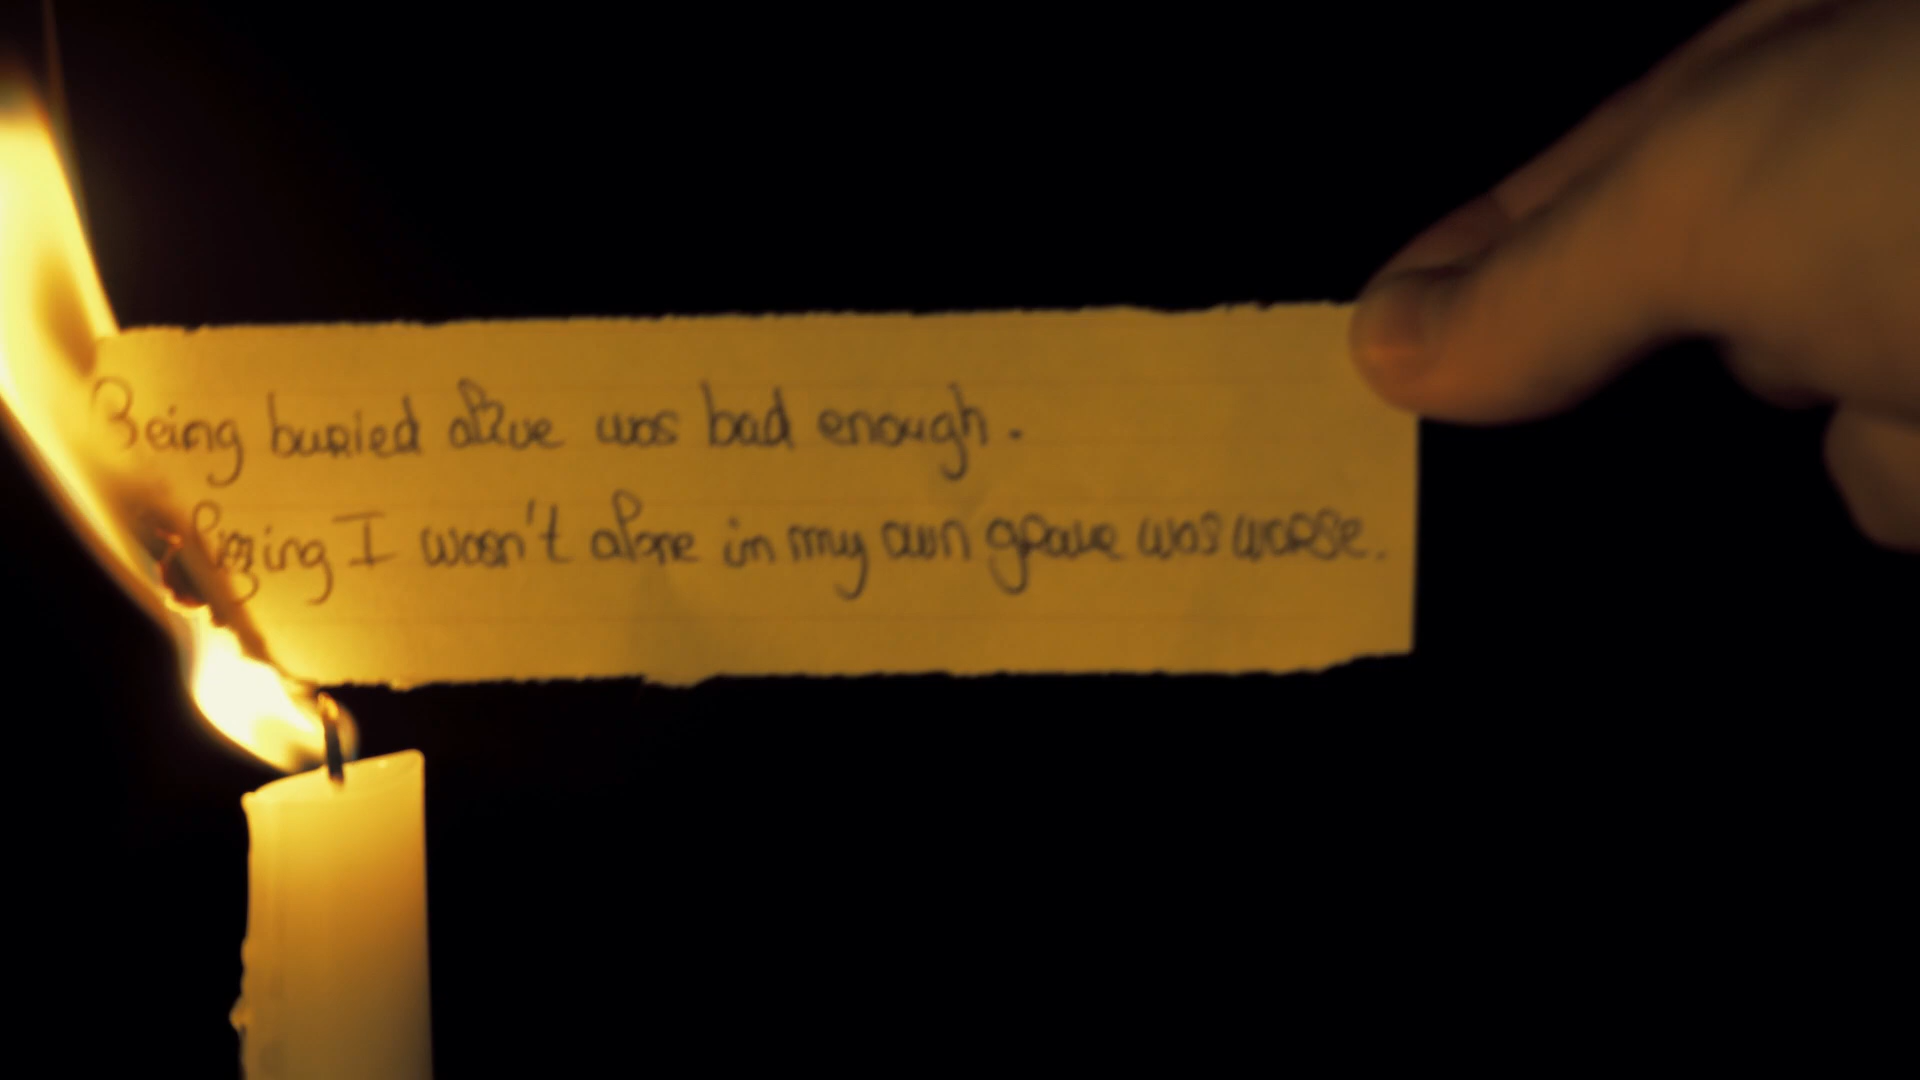 Being buried alive was bad enough.
I wasn't alone in my own grave was worse.